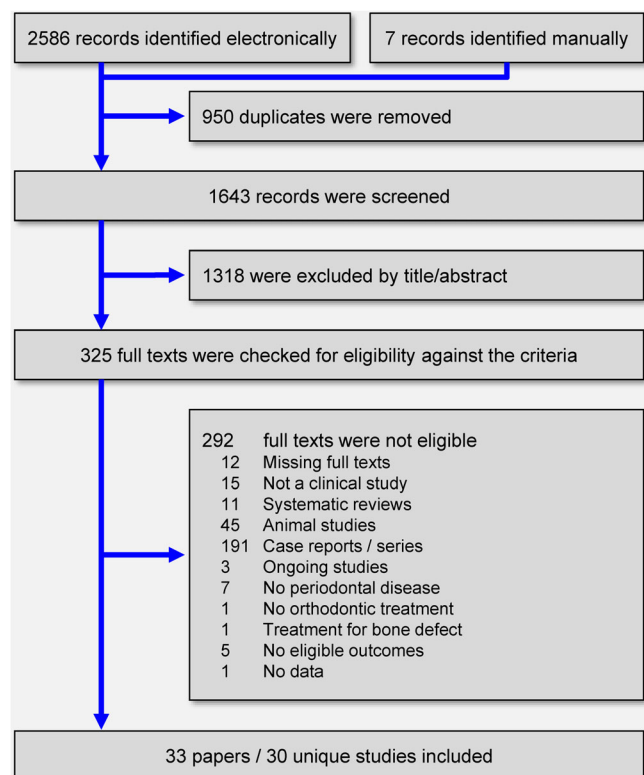 2586 records identified electronically
7 records identified manually
950 duplicates were removed
1643 records were screened
1318 were excluded by title/abstract
325 full texts were checked for eligibility against the criteria
292 full texts were not eligible
12 Missing full texts
15 Not a clinical study
11 Systematic reviews
45 Animal studies
191 Case reports / series
3 Ongoing studies
7 No periodontal disease
1 No orthodontic treatment
1 Treatment for bone defect
5 No eligible outcomes
1 No data
33 papers / 30 unique studies included